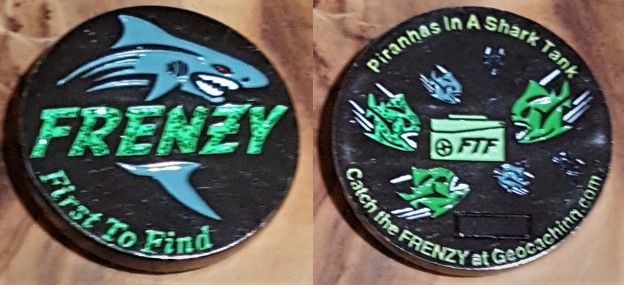 FRENZY
First To Find
Piranhas In A Shark Tank
FTF
Catch the FRENZY at Geocaching.com